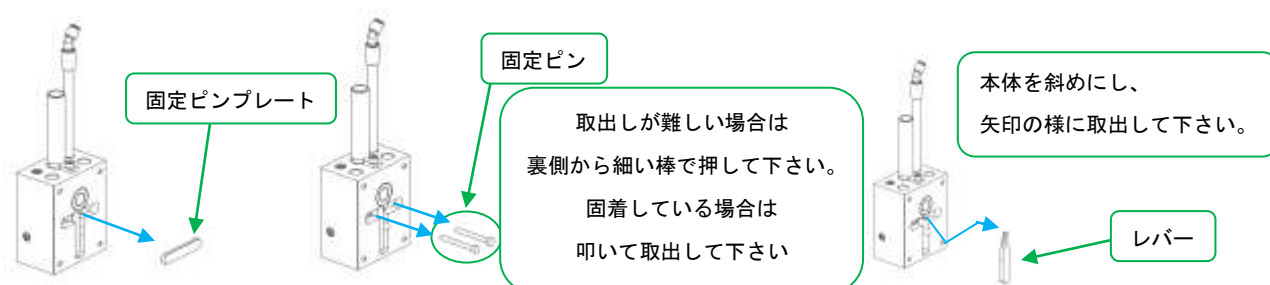 固定ピンプレート
固定ピン
取出しが難しい場合は
裏側から細い棒で押して下さい。
固着している場合は
叩いて取出して下さい
本体を斜めにし、
矢印の様に取出して下さい。
レバー